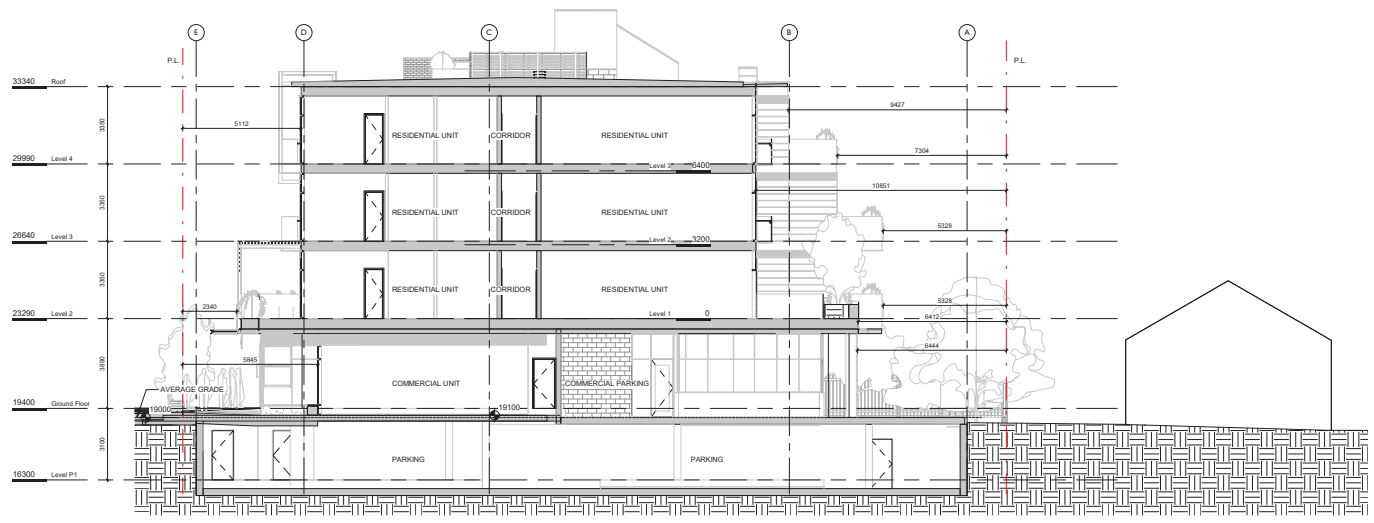 E
D
C
B
A
P.L.
P.L.
33340 Roof
9427
3350
5112
RESIDENTIAL UNIT
CORRIDOR
RESIDENTIAL UNIT
7304
29990 Level 4
Level 3 6400
10851
3350
RESIDENTIAL UNIT
CORRIDOR
RESIDENTIAL UNIT
5328
26640 Level 3
Level 2 3200
3350
RESIDENTIAL UNIT
CORRIDOR
RESIDENTIAL UNIT
2340
5328
23290 Level 2
Level 1 0
6412
6444
3890
5845
COMMERCIAL UNIT
COMMERCIAL PARKING
AVERAGE GRADE
19400 Ground Floor
19000
19100
3100
PARKING
PARKING
16300 Level P1